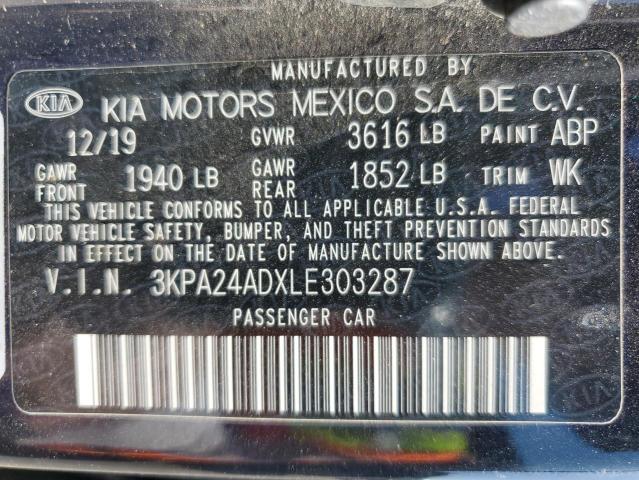 MANUFACTURED BY
KIA KIA MOTORS MEXICO S.A. DE C.V.
12/19 GVWR 3616 LB PAINT ABP
GAWR FRONT 1940 LB GAWR REAR 1852 LB TRIM WK
THIS VEHICLE CONFORMS TO ALL APPLICABLE U.S.A. FEDERAL
MOTOR VEHICLE SAFETY, BUMPER, AND THEFT PREVENTION STANDARDS
IN EFFECT ON THE DATE OF MANUFACTURE SHOWN ABOVE.
V.I.N. 3KPA24ADXLE303287
PASSENGER CAR